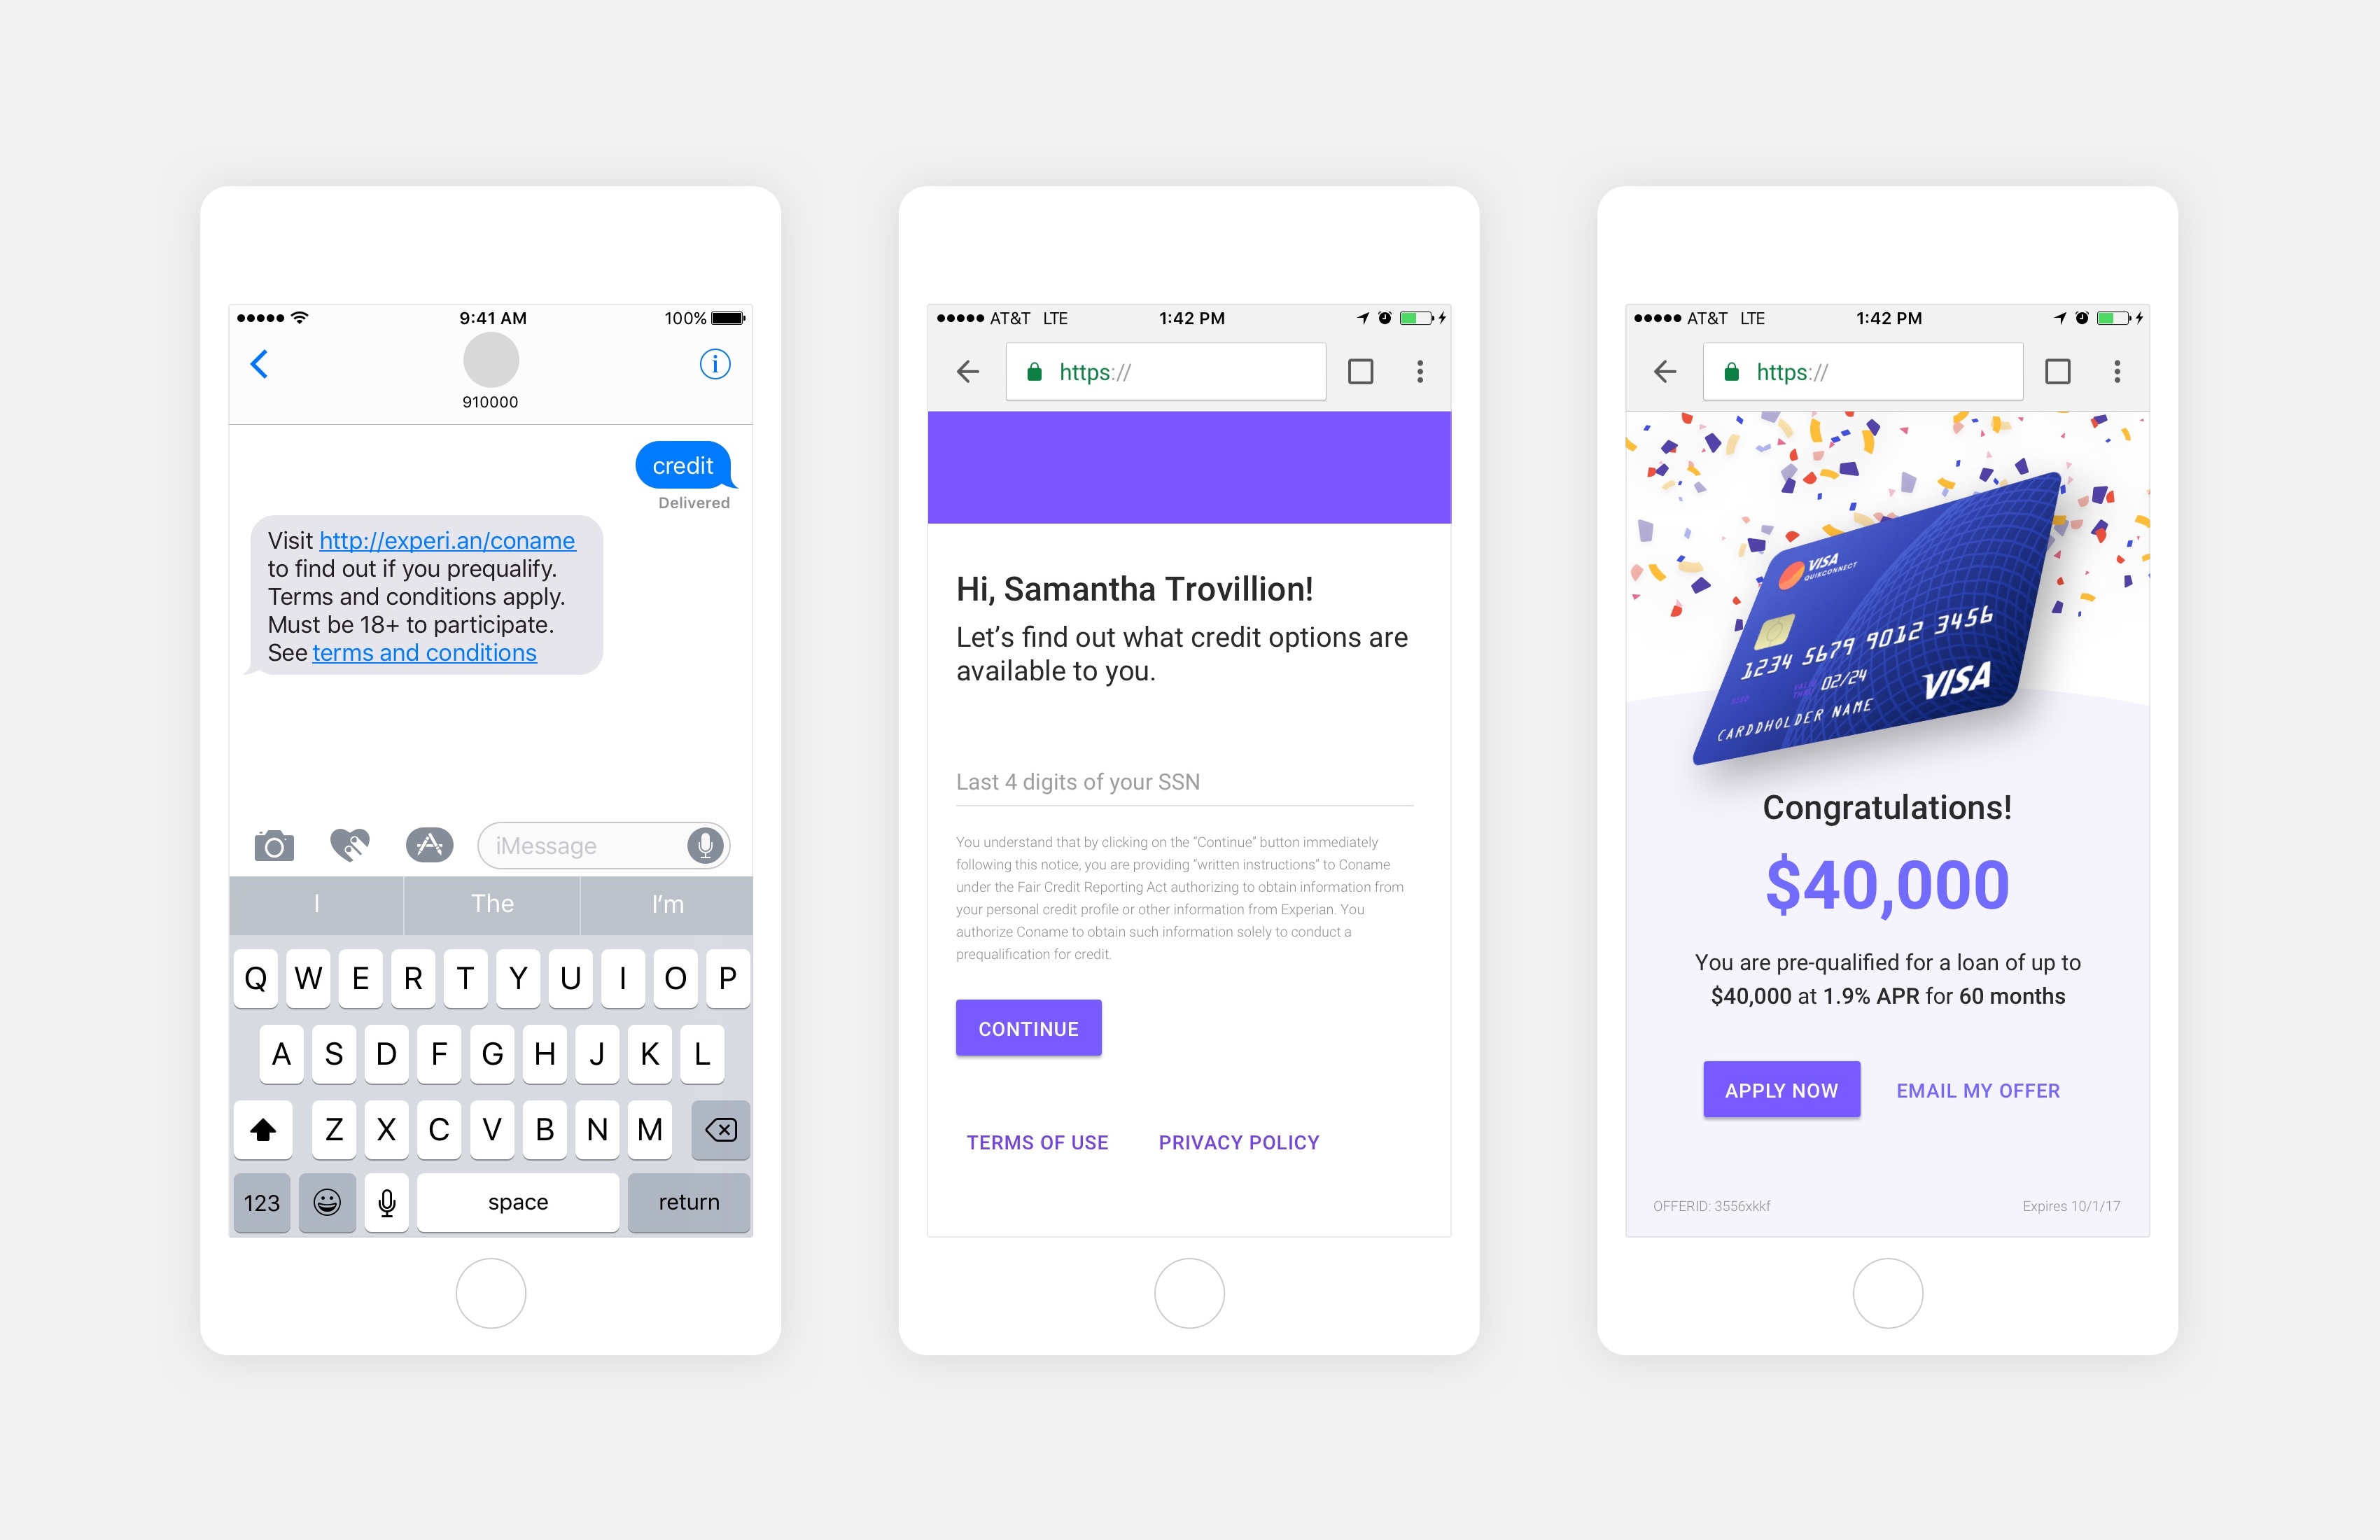 9:41 AM
100%
910000
credit
Delivered
Visit http://experi.an/coname
to find out if you prequalify.
Terms and conditions apply.
Must be 18+ to participate.
See terms and conditions
iMessage
I The I'm
Q W E R T Y U I O P
A S D F G H J K L
Z X C V B N M
123 space return
AT&T LTE 1:42 PM
https://
Hi, Samantha Trovillion!
Let’s find out what credit options are
available to you.
Last 4 digits of your SSN
You understand that by clicking on the “Continue” button immediately
following this notice, you are providing “written instructions” to Coname
under the Fair Credit Reporting Act authorizing to obtain information from
your personal credit profile or other information from Experian. You
authorize Coname to obtain such information solely to conduct a
prequalification for credit.
CONTINUE
TERMS OF USE PRIVACY POLICY
AT&T LTE 1:42 PM
https://
VISA
QUIKCONNECT
1234 5679 9012 3456
02/24
CARDDHOLDER NAME
VISA
Congratulations!
$40,000
You are pre-qualified for a loan of up to
$40,000 at 1.9% APR for 60 months
APPLY NOW EMAIL MY OFFER
OFFERID: 3556xkkf Expires 10/1/17